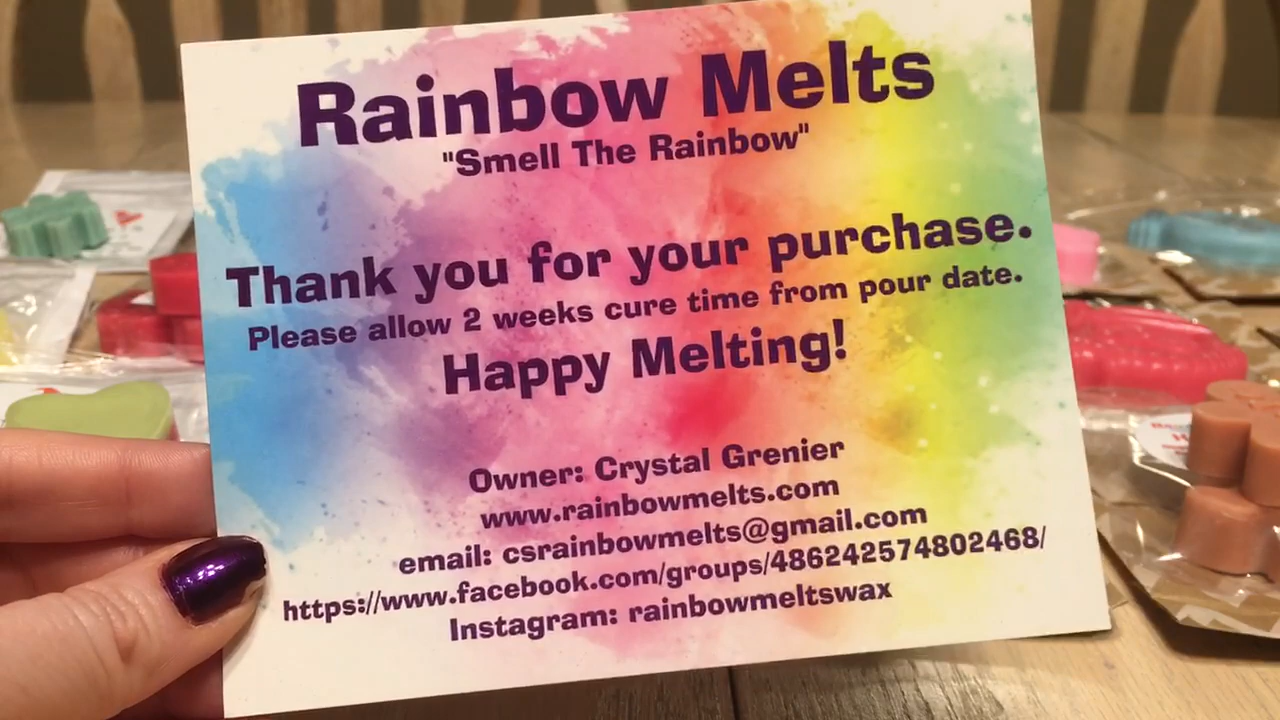 Rainbow Melts
"Smell The Rainbow"
Thank you for your purchase.
Please allow 2 weeks cure time from pour date.
Happy Melting!
Owner: Crystal Grenier
www.rainbowmelts.com
email: csrainbowmelts@gmail.com
https://www.facebook.com/groups/486242574802468/
Instagram: rainbowmeltswax